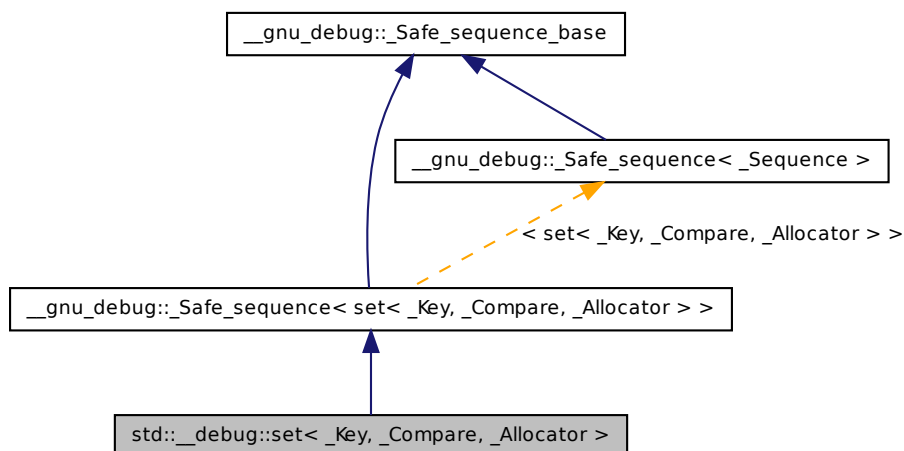 __gnu_debug::_Safe_sequence_base
__gnu_debug::_Safe_sequence< _Sequence >
< set< _Key, _Compare, _Allocator > >
__gnu_debug::_Safe_sequence< set< _Key, _Compare, _Allocator > >
std::__debug::set< _Key, _Compare, _Allocator >